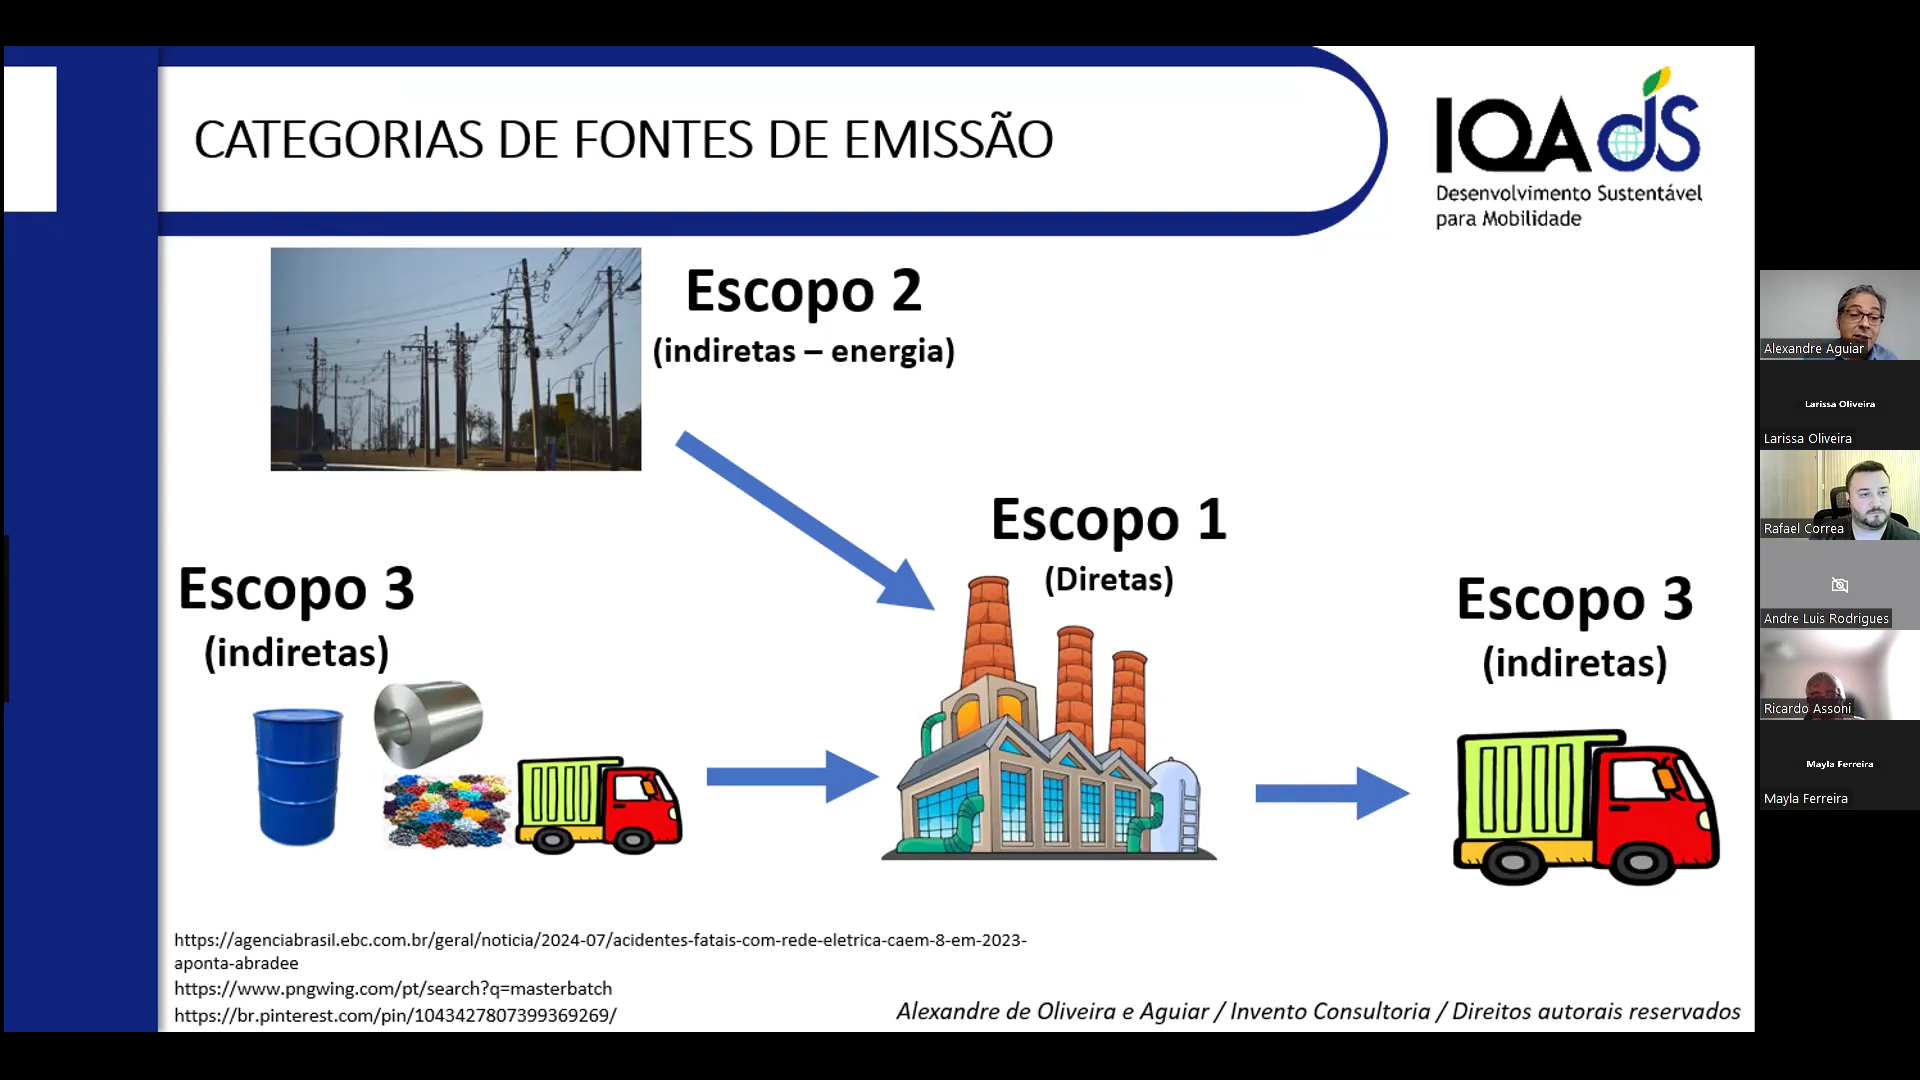 CATEGORIAS DE FONTES DE EMISSÃO
IQAdS
Desenvolvimento Sustentável
para Mobilidade
Escopo 2
(indiretas – energia)
Escopo 1
(Diretas)
Escopo 3
(indiretas)
Escopo 3
(indiretas)
https://agenciabrasil.ebc.com.br/geral/noticia/2024-07/acidentes-fatais-com-rede-eletrica-caem-8-em-2023-
aponta-abradee
https://www.pngwing.com/pt/search?q=masterbatch
https://br.pinterest.com/pin/1043427807399369269/
Alexandre de Oliveira e Aguiar / Invento Consultoria / Direitos autorais reservados
Alexandre Aguiar
Larissa Oliveira
Larissa Oliveira
Rafael Correa
Andre Luis Rodrigues
Ricardo Assoni
Mayla Ferreira
Mayla Ferreira